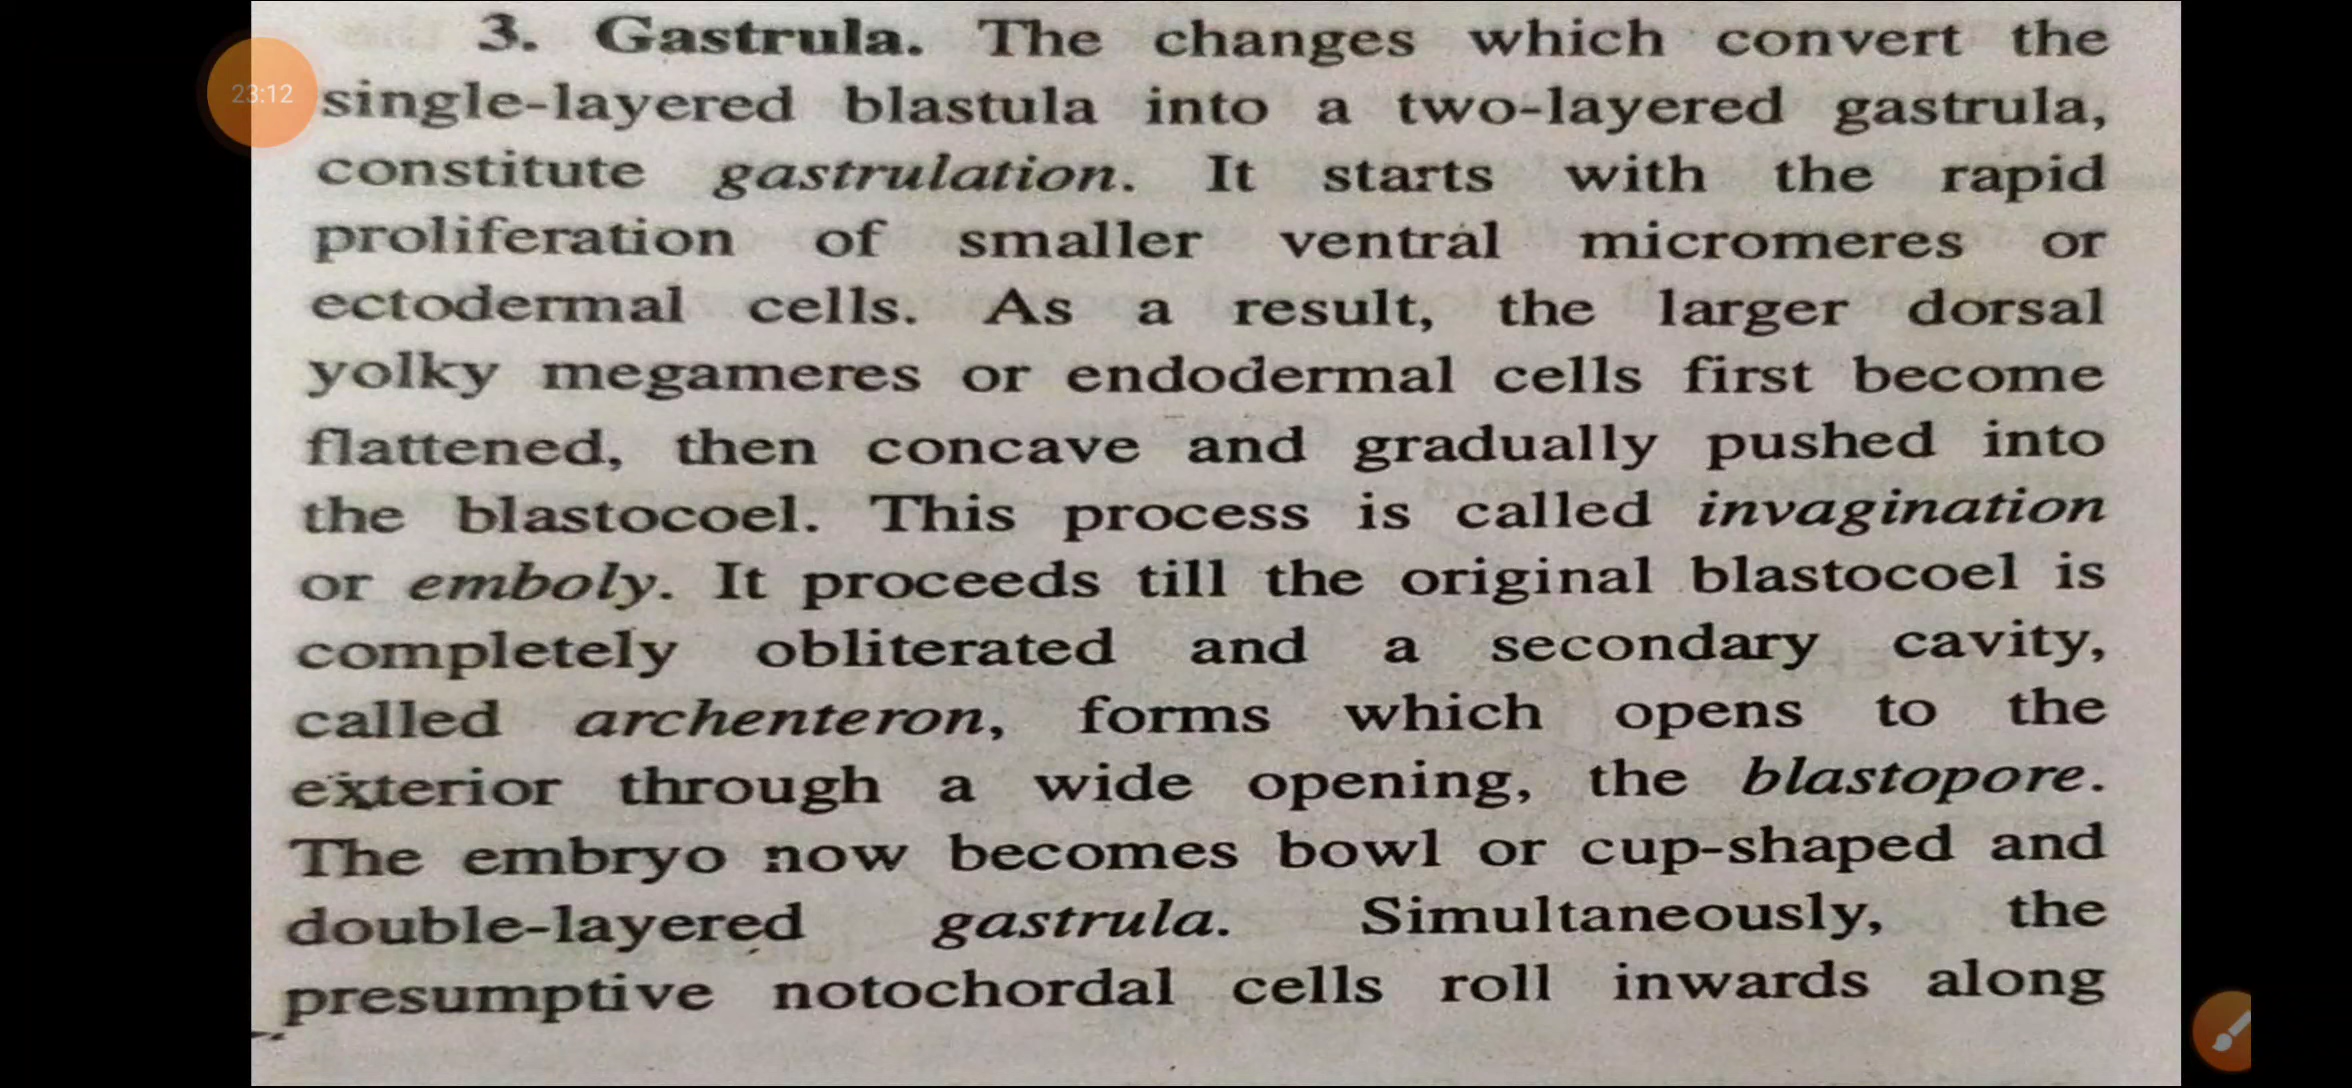 3. Gastrula. The changes which convert the
23:12
single-layered blastula into a two-layered gastrula,
constitute gastrulation. It starts with the rapid
proliferation of smaller ventral micromeres or
ectodermal cells. As a result, the larger dorsal
yolky megameres or endodermal cells first become
flattened, then concave and gradually pushed into
the blastocoel. This process is called invagination
or emboly. It proceeds till the original blastocoel is
completely obliterated and a secondary cavity,
called archenteron, forms which opens to the
exterior through a wide opening, the blastopore.
The embryo now becomes bowl or cup-shaped and
double-layered gastrula. Simultaneously, the
presumptive notochordal cells roll inwards along